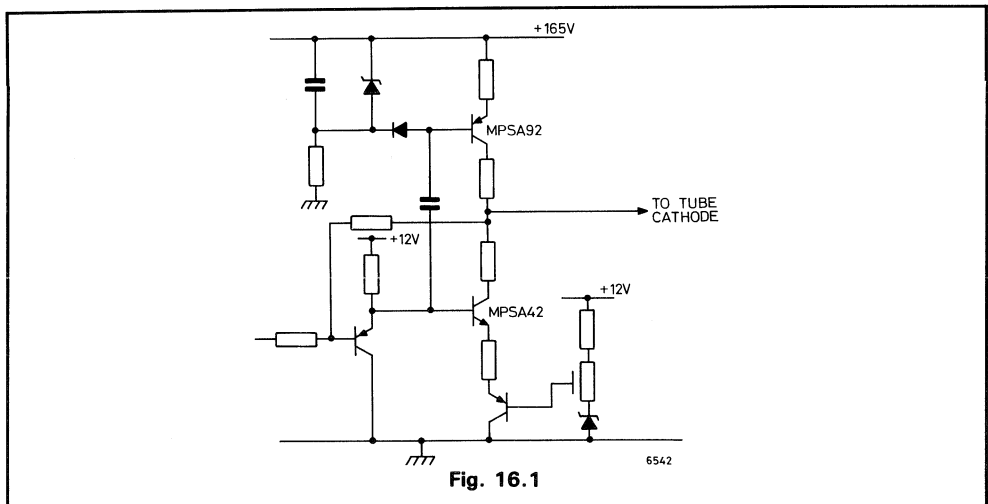 +165V
MPSA92
TO TUBE
CATHODE
+12V
+12V
MPSA42
6542
Fig. 16.1